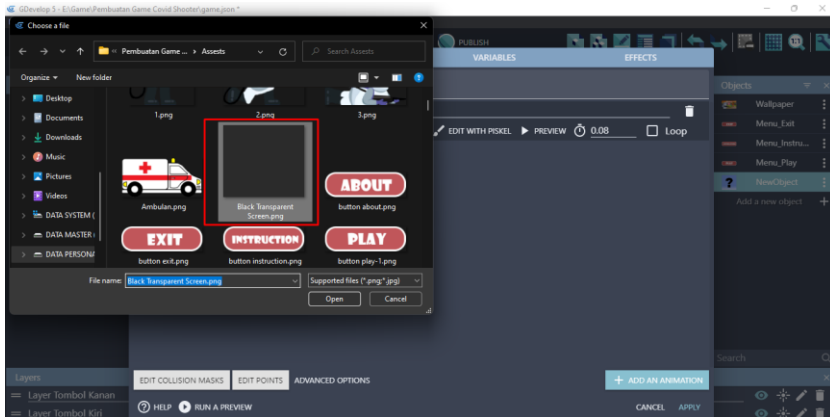 GDevelop 5 - E:\Game\Pembuatan Game Covid Shooter\game.json *
Choose a file
Pembuatan Game ... > Assests
Search Assests
PUBLISH
Organize
New folder
VARIABLES
EFFECTS
Desktop
Documents
Downloads
Music
Pictures
Videos
DATA SYSTEM (
DATA MASTER
DATA PERSONA
1.png
2.png
3.png
Ambulan.png
Black Transparent
Screen.png
ABOUT
button about.png
EXIT
button exit.png
INSTRUCTION
button instruction.png
PLAY
button play-1.png
File name:
Black Transparent Screen.png
Supported files (*.png;*.jpg)
Open
Cancel
EDIT WITH PISKEL
PREVIEW
0.08
Loop
Objects
Wallpaper
Menu_Exit
Menu_Instru...
Menu_Play
NewObject
Add a new object
Search
EDIT COLLISION MASKS
EDIT POINTS
ADVANCED OPTIONS
+ ADD AN ANIMATION
HELP
RUN A PREVIEW
CANCEL
APPLY
Layers
Layer Tombol Kanan
Layer Tombol Kiri